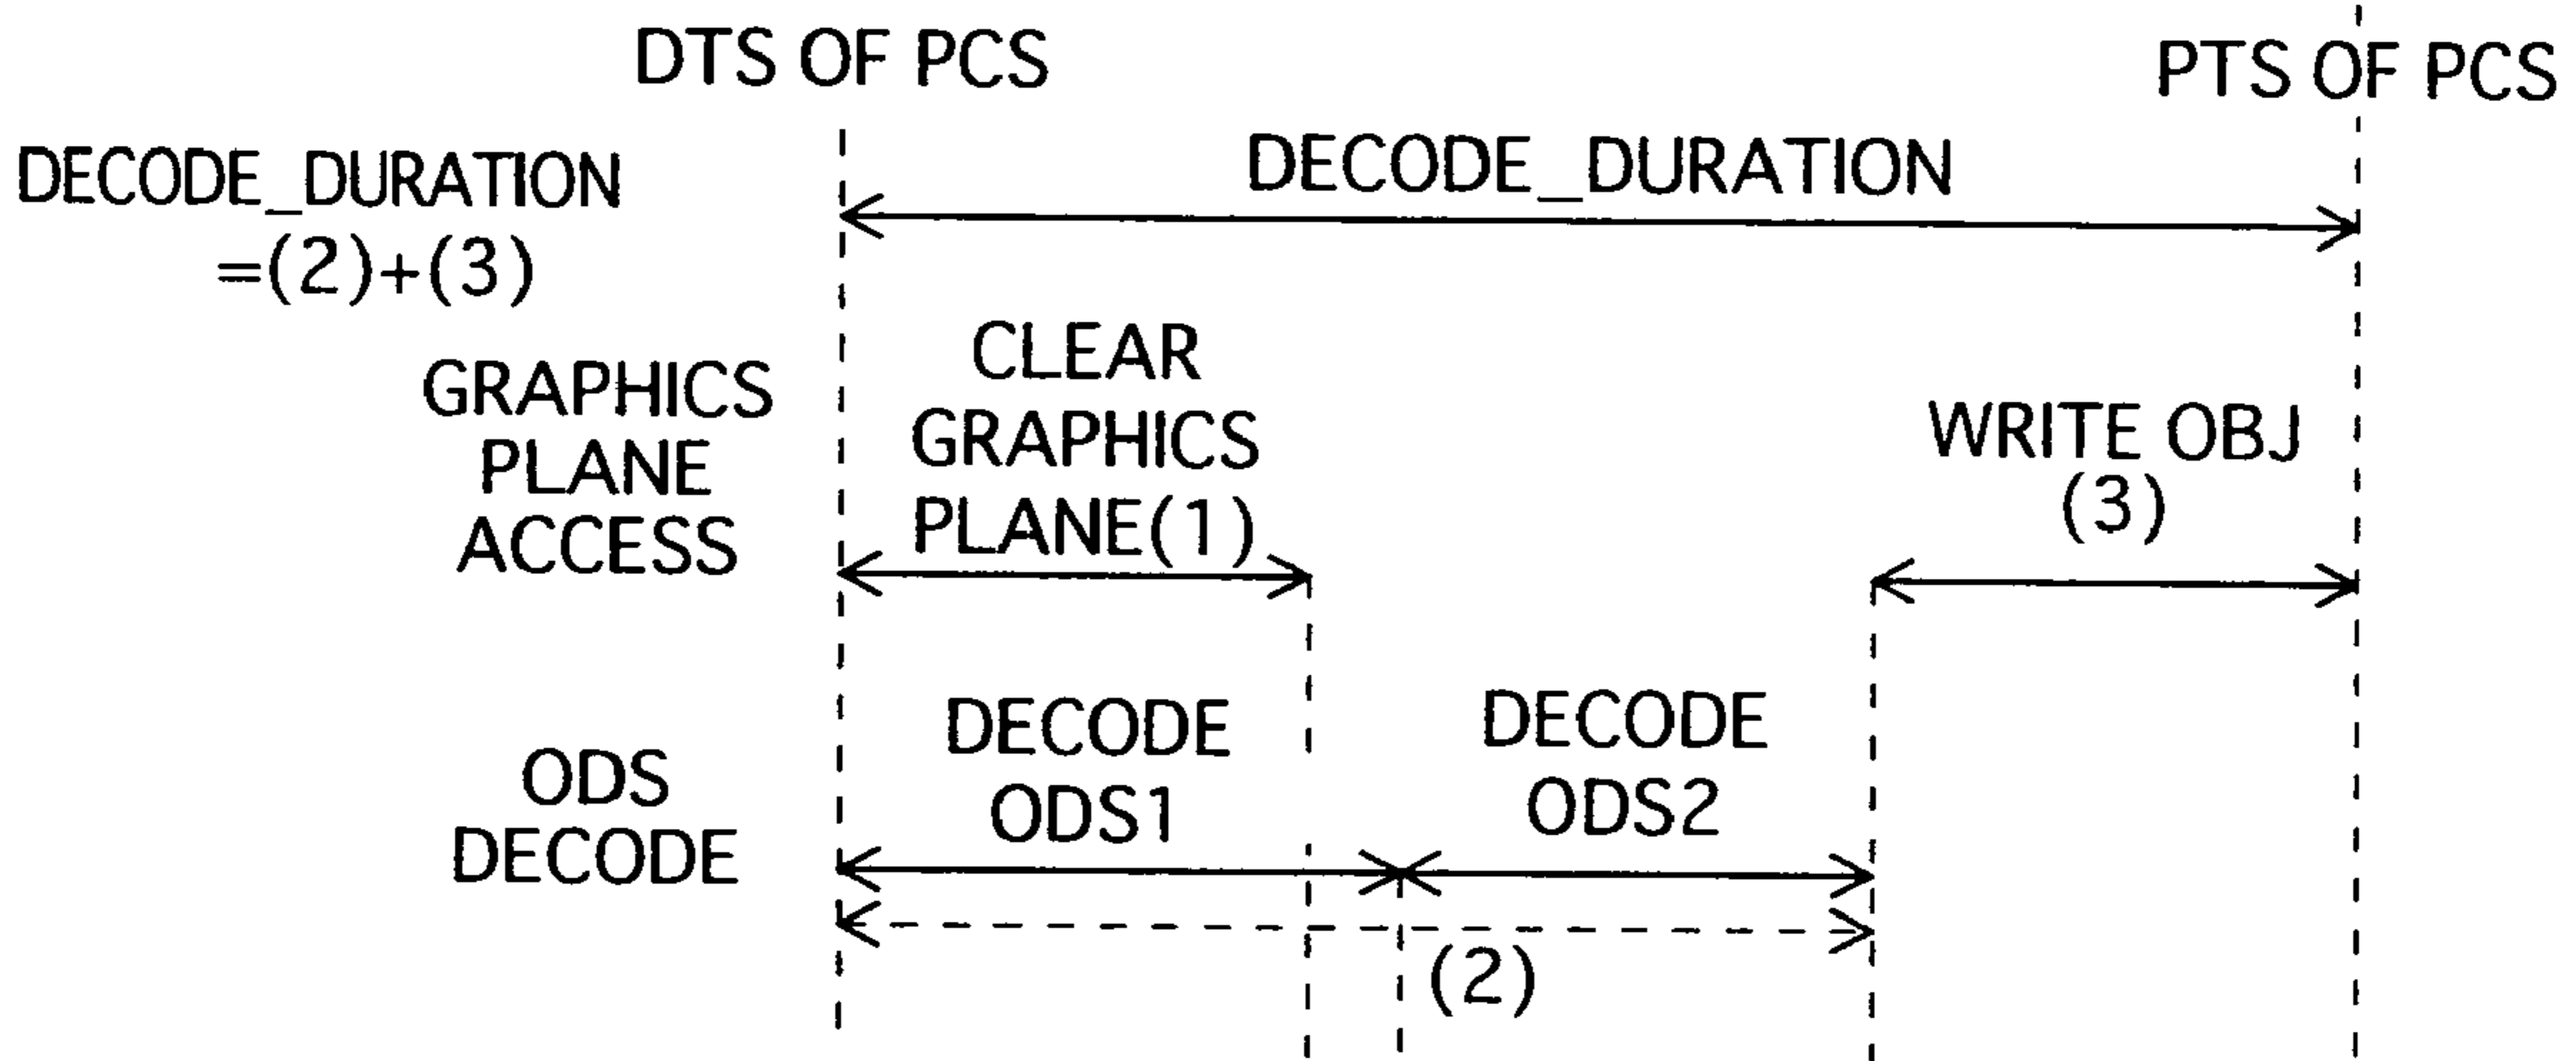 DTS OF PCS
PTS OF PCS
DECODE_DURATION
=(2)+(3)
DECODE_DURATION
GRAPHICS
PLANE
ACCESS
CLEAR
GRAPHICS
PLANE(1)
WRITE OBJ
(3)
ODS
DECODE
DECODE
ODS1
DECODE
ODS2
(2)